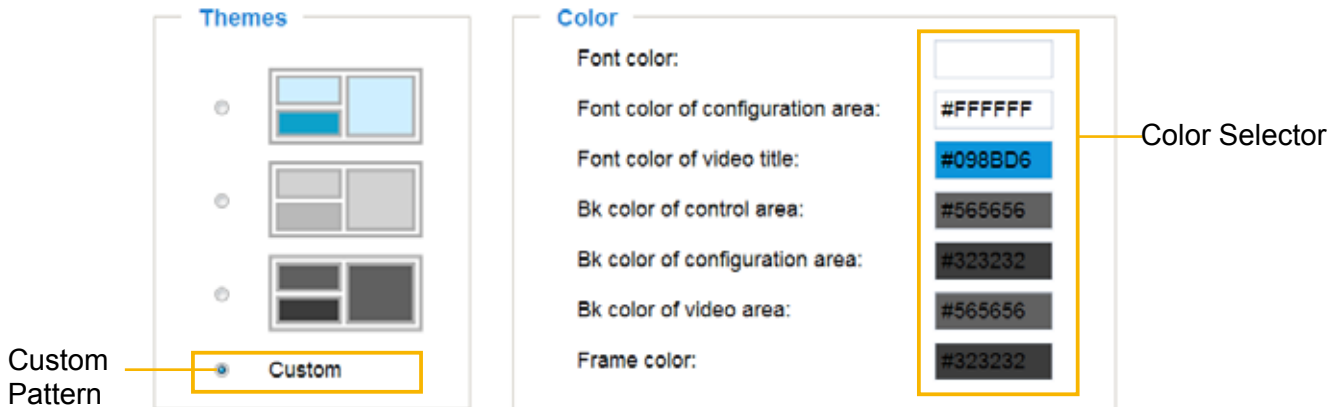 Themes
Custom
Custom
Pattern
Color
Font color:
Font color of configuration area: #FFFFFF
Font color of video title: #098BD6
Bk color of control area: #565656
Bk color of configuration area: #323232
Bk color of video area: #565656
Frame color: #323232
Color Selector